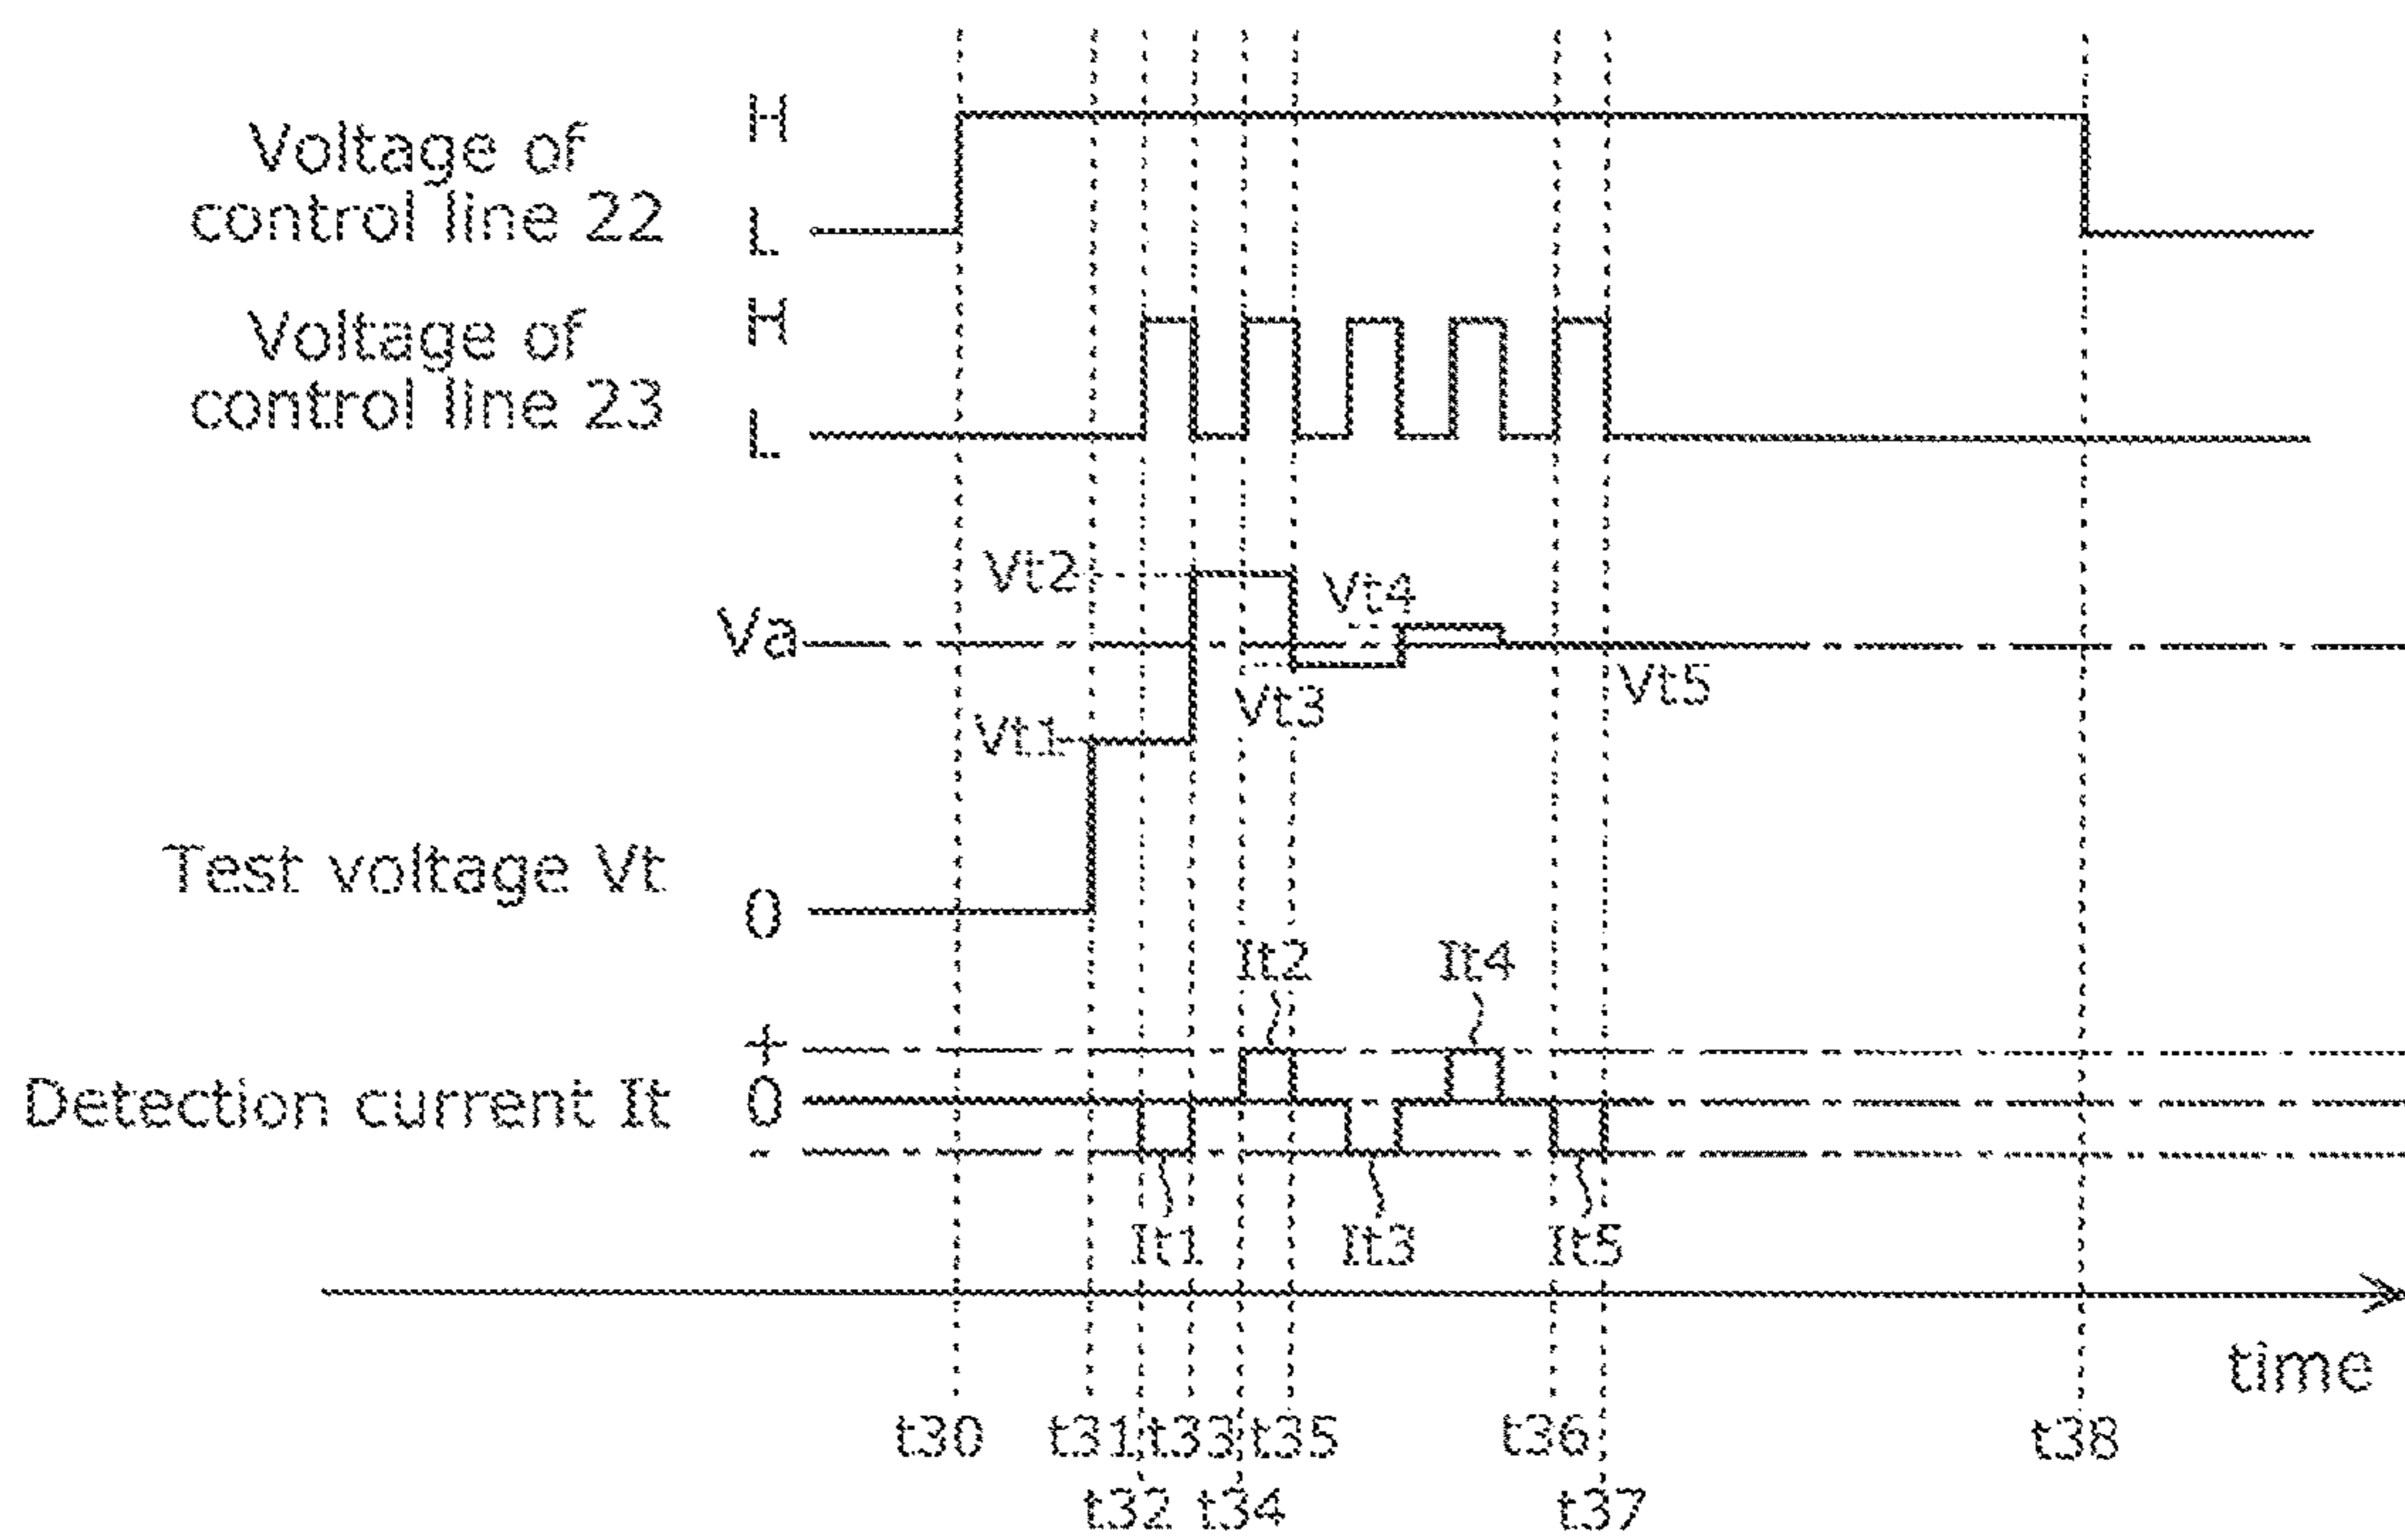 Voltage of
control line 22
H
L
Voltage of
control line 23
H
L
Vt2
Vt4
Va
Vt3
Vt5
Vt1
Test voltage Vt
0
It2
It4
+
Detection current It
0
-
It1
It3
It5
time
t30
t31
t33
t35
t36
t38
t32
t34
t37